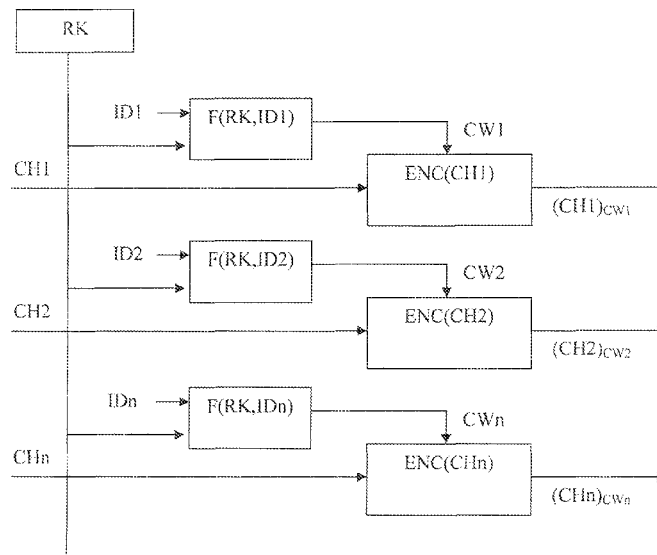 RK
ID1
F(RK,ID1)
CW1
CH1
ENC(CH1)
(CH1)CW1
ID2
F(RK,ID2)
CW2
CH2
ENC(CH2)
(CH2)CW2
IDn
F(RK,IDn)
CWn
CHn
ENC(CHn)
(CHn)CWn